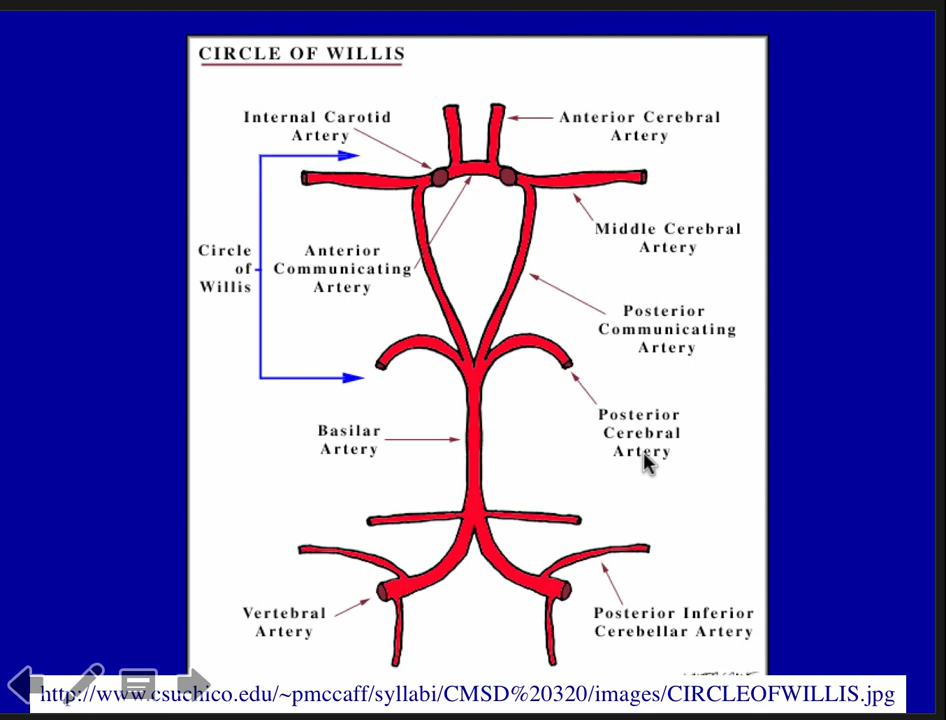 CIRCLE OF WILLIS
Internal Carotid
Artery
Anterior Cerebral
Artery
Middle Cerebral
Artery
Circle
of
Willis
Anterior
Communicating
Artery
Posterior
Communicating
Artery
Posterior
Cerebral
Artery
Basilar
Artery
Vertebral
Artery
Posterior Inferior
Cerebellar Artery
http://www.csuchico.edu/~pmccaff/syllabi/CMSD%20320/images/CIRCLEOFWILLIS.jpg